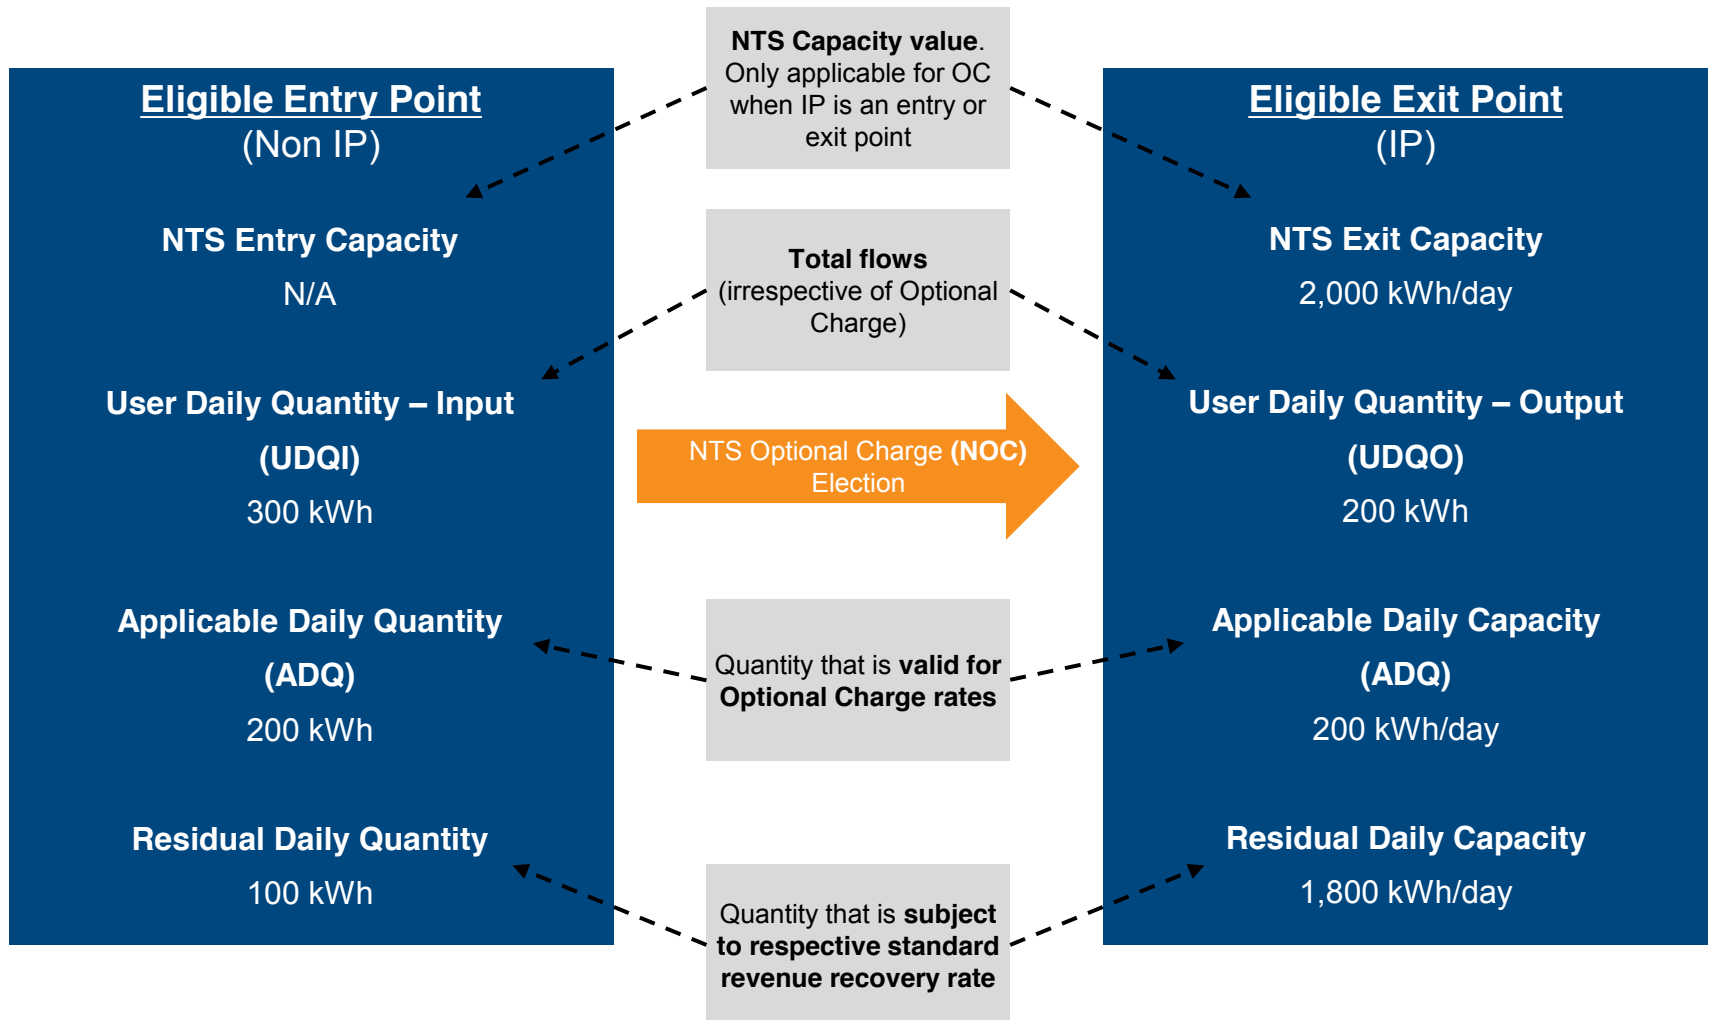 Eligible Entry Point
(Non IP)
NTS Entry Capacity
N/A
User Daily Quantity – Input
(UDQI)
300 kWh
Applicable Daily Quantity
(ADQ)
200 kWh
Residual Daily Quantity
100 kWh
NTS Capacity value.
Only applicable for OC
when IP is an entry or
exit point
Total flows
(irrespective of Optional
Charge)
NTS Optional Charge (NOC)
Election
Quantity that is valid for
Optional Charge rates
Quantity that is subject
to respective standard
revenue recovery rate
Eligible Exit Point
(IP)
NTS Exit Capacity
2,000 kWh/day
User Daily Quantity – Output
(UDQO)
200 kWh
Applicable Daily Capacity
(ADQ)
200 kWh/day
Residual Daily Capacity
1,800 kWh/day